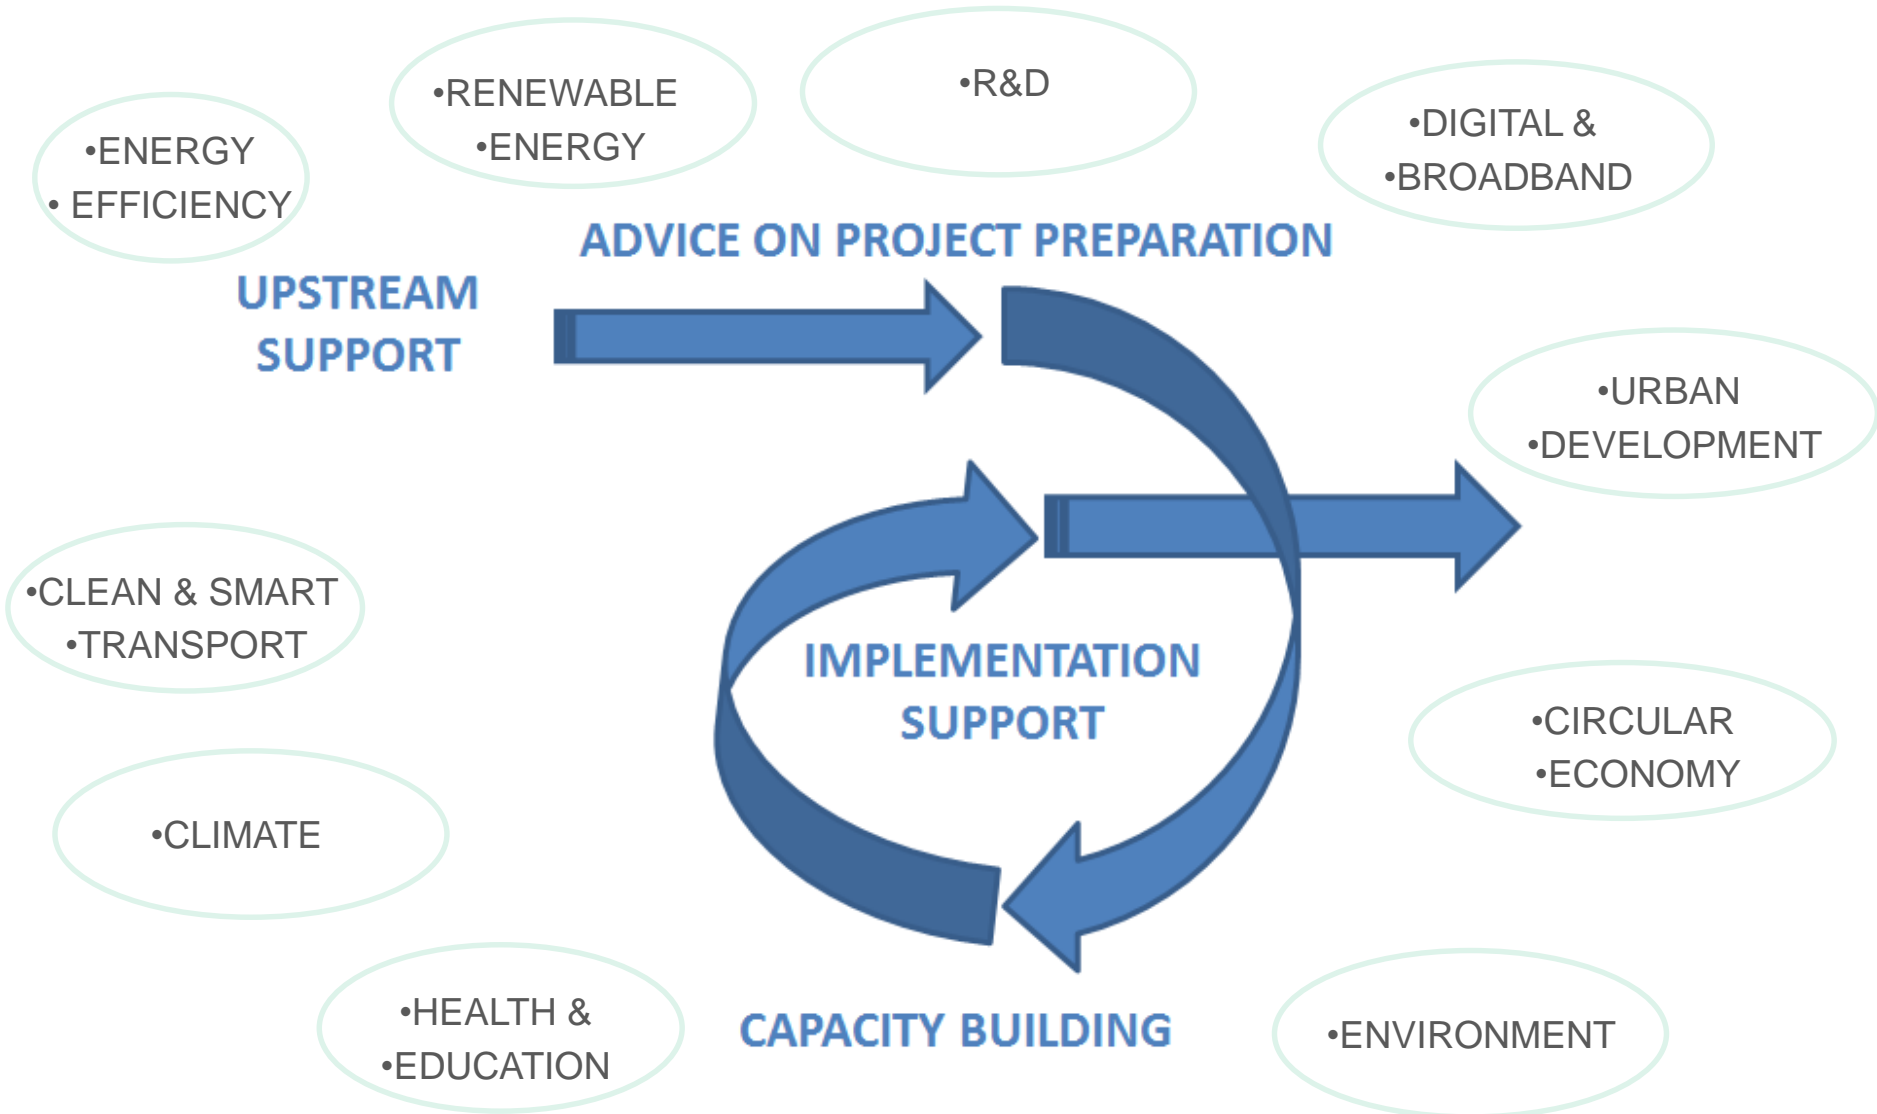 •RENEWABLE
•ENERGY
•R&D
•DIGITAL &
•BROADBAND
•ENERGY
• EFFICIENCY
ADVICE ON PROJECT PREPARATION
UPSTREAM
SUPPORT
•URBAN
•DEVELOPMENT
•CLEAN & SMART
•TRANSPORT
IMPLEMENTATION
SUPPORT
•CIRCULAR
•ECONOMY
•CLIMATE
•HEALTH &
•EDUCATION
CAPACITY BUILDING
•ENVIRONMENT